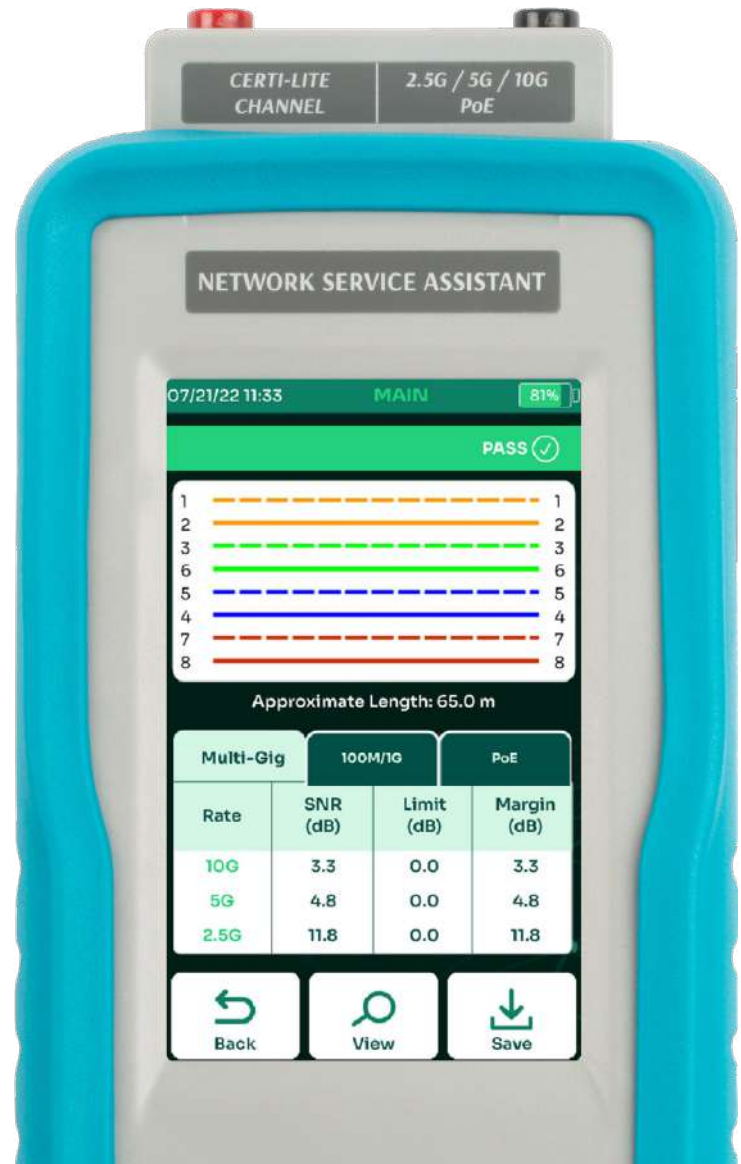 CERTI-LITE
CHANNEL
2.5G / 5G / 10G
PoE
NETWORK SERVICE ASSISTANT
07/21/22 11:33 MAIN 81%
PASS
1 1
2 2
3 3
6 6
5 5
4 4
7 7
8 8
Approximate Length: 65.0 m
Multi-Gig 100M/1G PoE
Rate SNR (dB) Limit (dB) Margin (dB)
10G 3.3 0.0 3.3
5G 4.8 0.0 4.8
2.5G 11.8 0.0 11.8
Back View Save